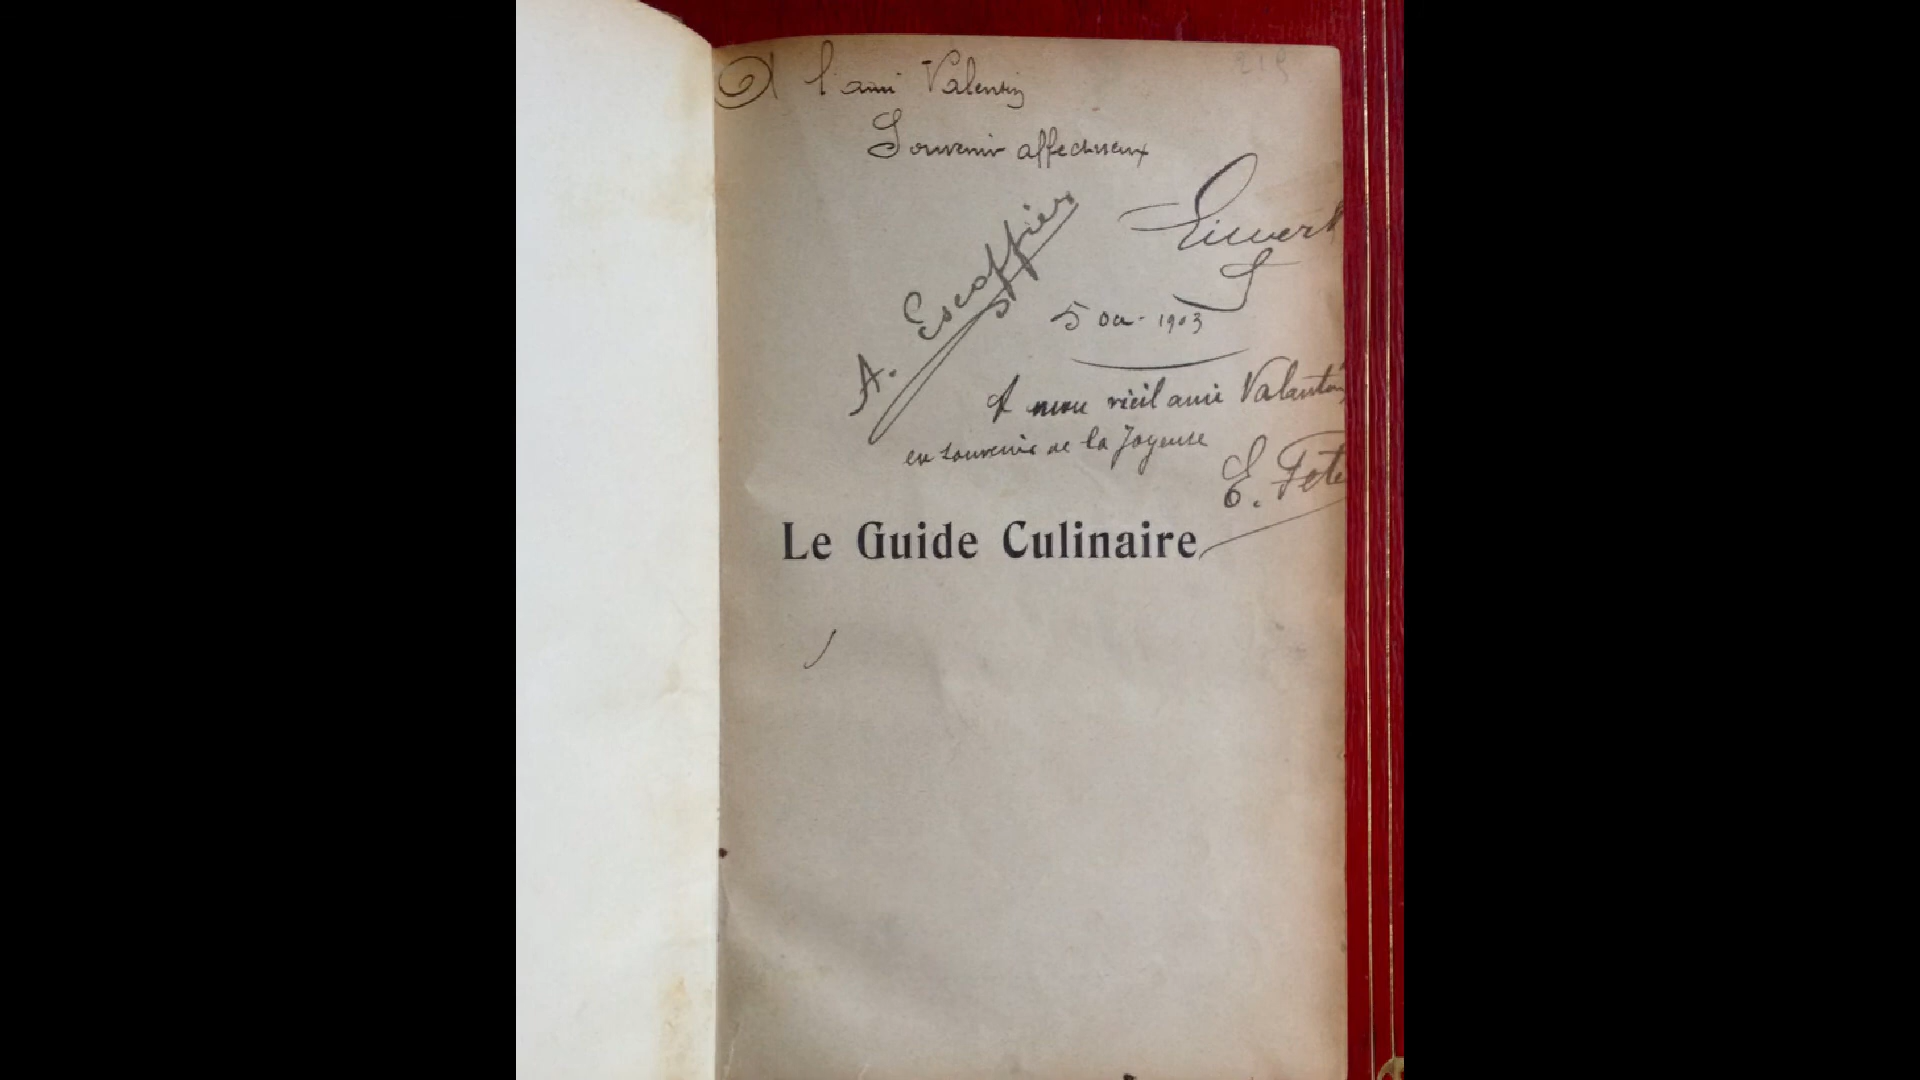 A l'ami Valentin
Souvenir affectueux
A. Escoffier
5 Oct - 1903
A mon vieil ami Valentin
en souvenir de la Joyeuse
E. Fetu
Le Guide Culinaire